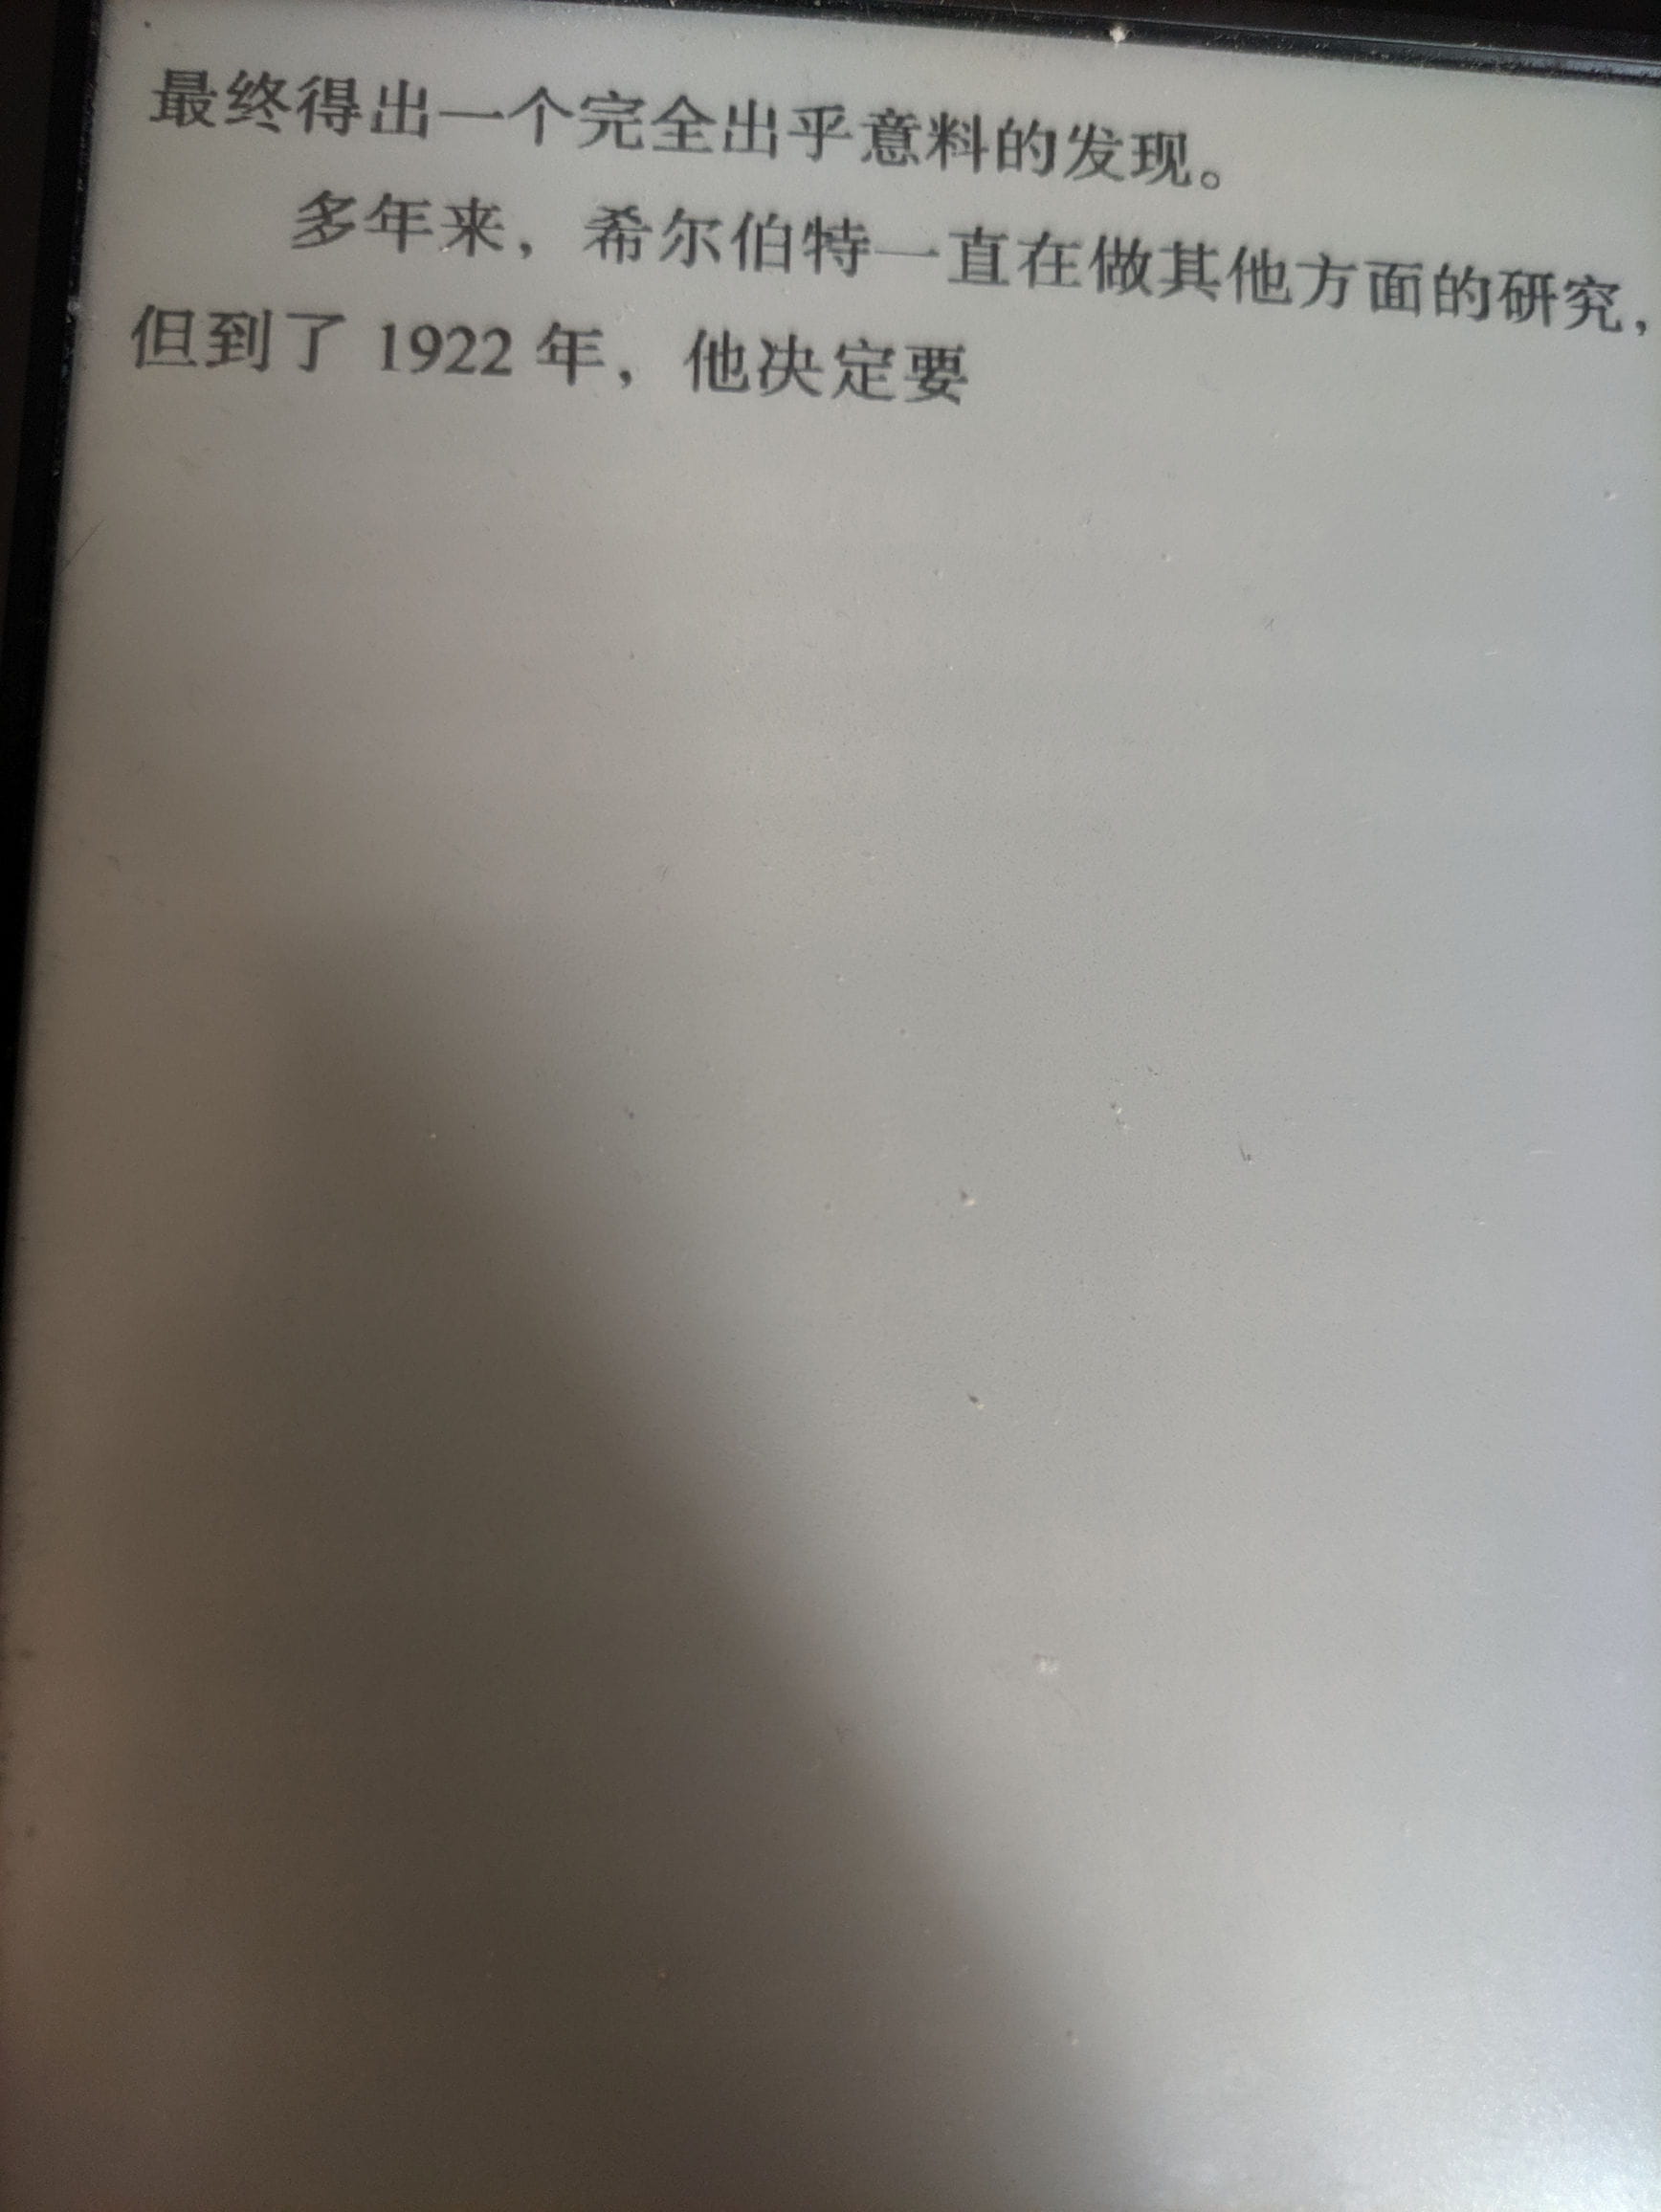 最终得出一个完全出乎意料的发现。
多年来，希尔伯特一直在做其他方面的研究，
但到了 1922 年，他决定要